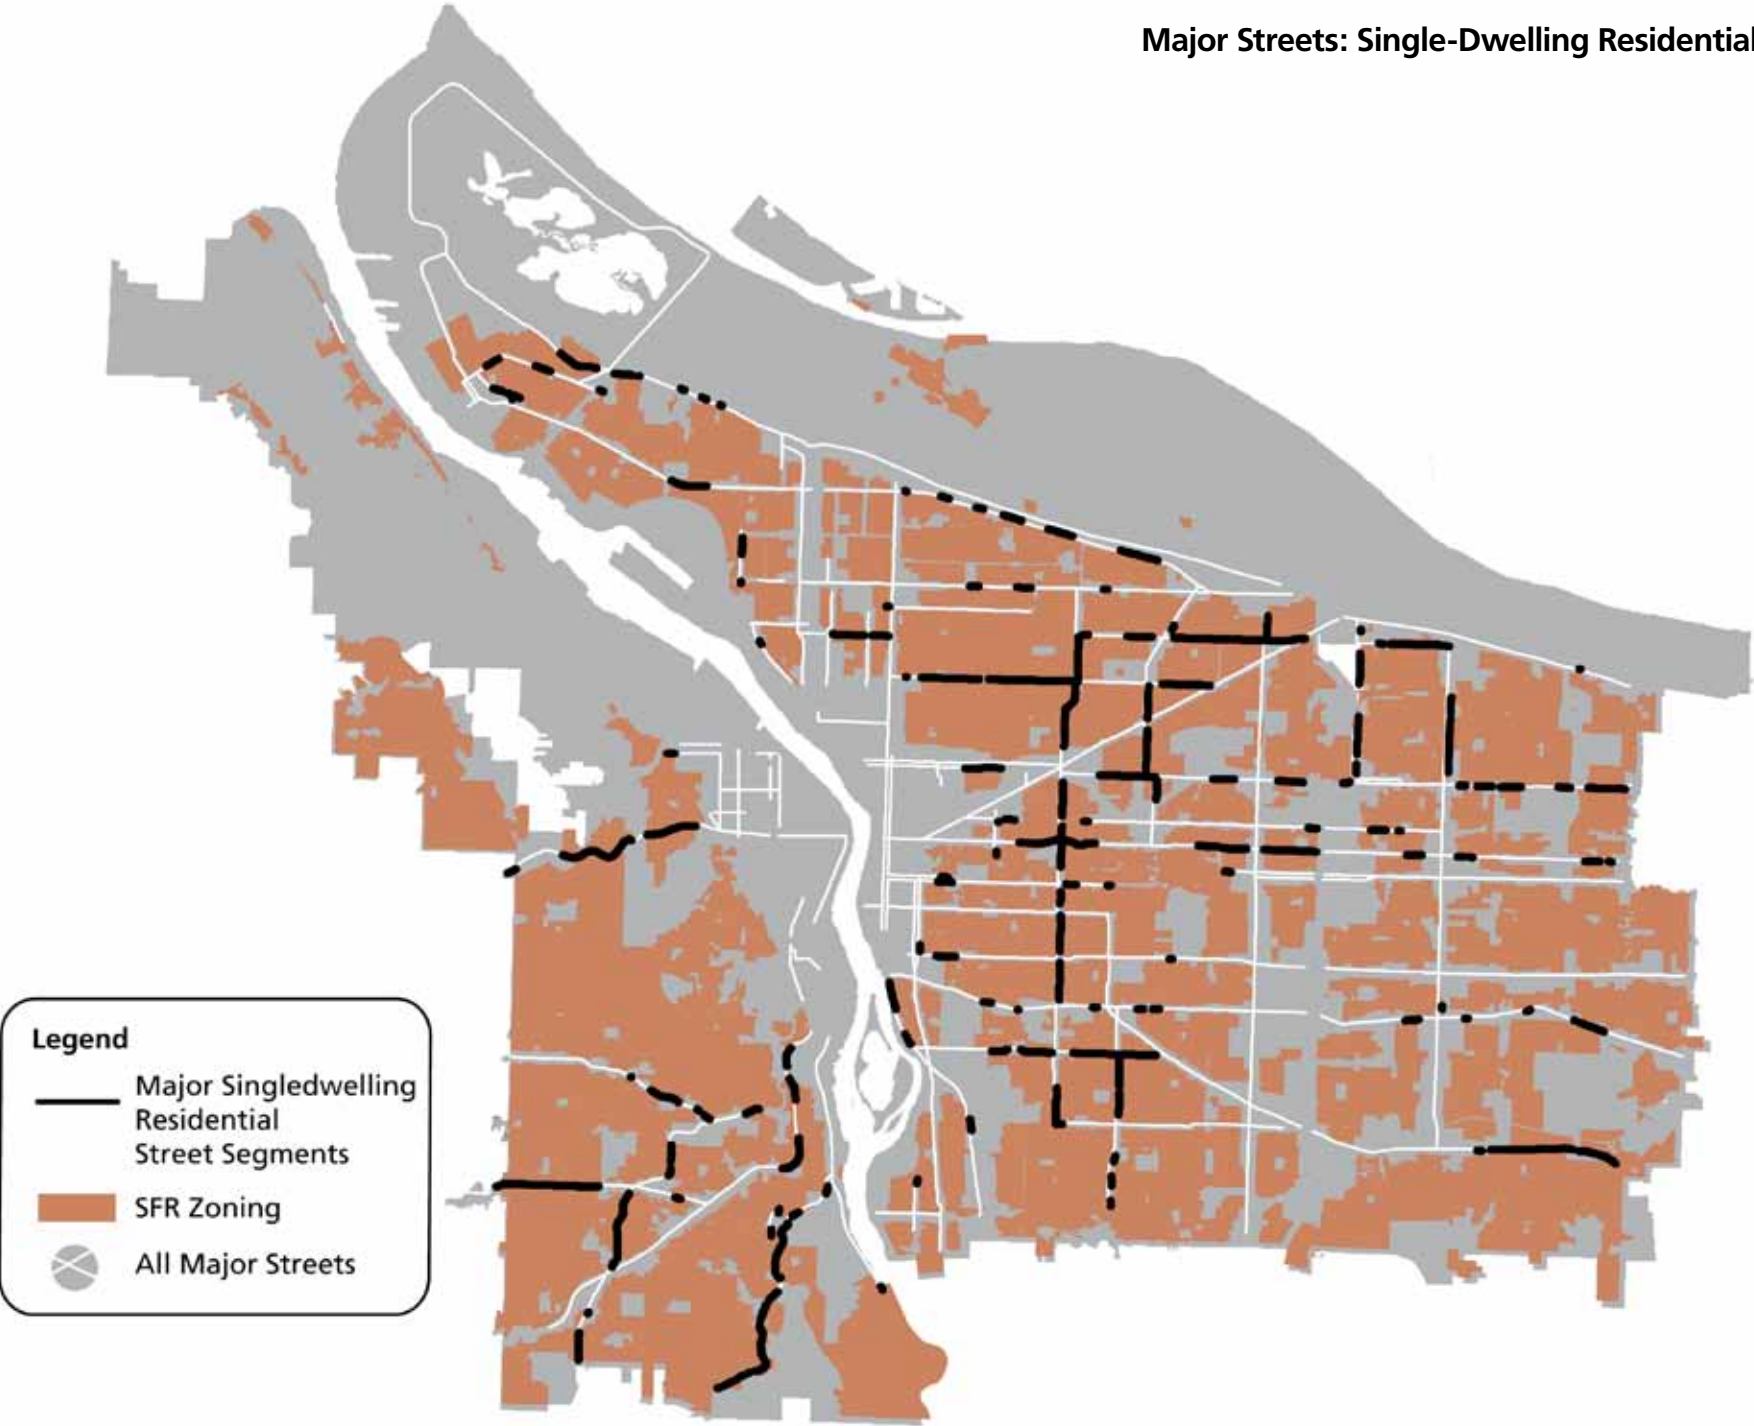 Major Streets: Single-Dwelling Residential
Legend
Major Singledwelling
Residential
Street Segments
SFR Zoning
All Major Streets